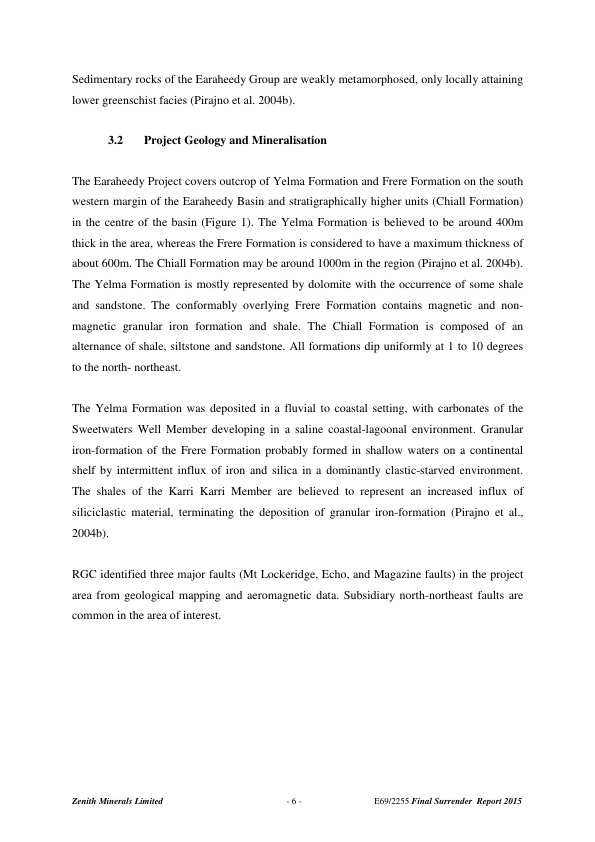 Sedimentary rocks of the Earaheedy Group are weakly metamorphosed, only locally attaining
lower greenschist facies (Pirajno et al. 2004b).
3.2 Project Geology and Mineralisation
The Earaheedy Project covers outcrop of Yelma Formation and Frere Formation on the south
western margin of the Earaheedy Basin and stratigraphically higher units (Chiall Formation)
in the centre of the basin (Figure 1). The Yelma Formation is believed to be around 400m
thick in the area, whereas the Frere Formation is considered to have a maximum thickness of
about 600m. The Chiall Formation may be around 1000m in the region (Pirajno et al. 2004b).
The Yelma Formation is mostly represented by dolomite with the occurrence of some shale
and sandstone. The conformably overlying Frere Formation contains magnetic and non-
magnetic granular iron formation and shale. The Chiall Formation is composed of an
alternance of shale, siltstone and sandstone. All formations dip uniformly at 1 to 10 degrees
to the north- northeast.
The Yelma Formation was deposited in a fluvial to coastal setting, with carbonates of the
Sweetwaters Well Member developing in a saline coastal-lagoonal environment. Granular
iron-formation of the Frere Formation probably formed in shallow waters on a continental
shelf by intermittent influx of iron and silica in a dominantly clastic-starved environment.
The shales of the Karri Karri Member are believed to represent an increased influx of
siliciclastic material, terminating the deposition of granular iron-formation (Pirajno et al.,
2004b).
RGC identified three major faults (Mt Lockeridge, Echo, and Magazine faults) in the project
area from geological mapping and aeromagnetic data. Subsidiary north-northeast faults are
common in the area of interest.
Zenith Minerals Limited - 6 - E69/2255 Final Surrender Report 2015